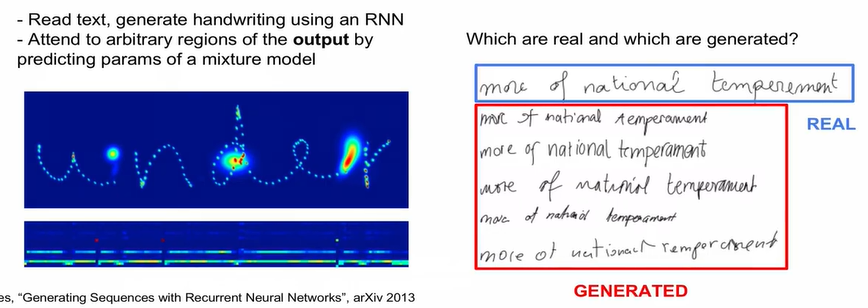 - Read text, generate handwriting using an RNN
- Attend to arbitrary regions of the output by
predicting params of a mixture model
under
es, "Generating Sequences with Recurrent Neural Networks", arXiv 2013
Which are real and which are generated?
more of national temperement
REAL
more of national temperament
more of national temperament
more of national temperament
more of national temperament
more of national temperament
GENERATED